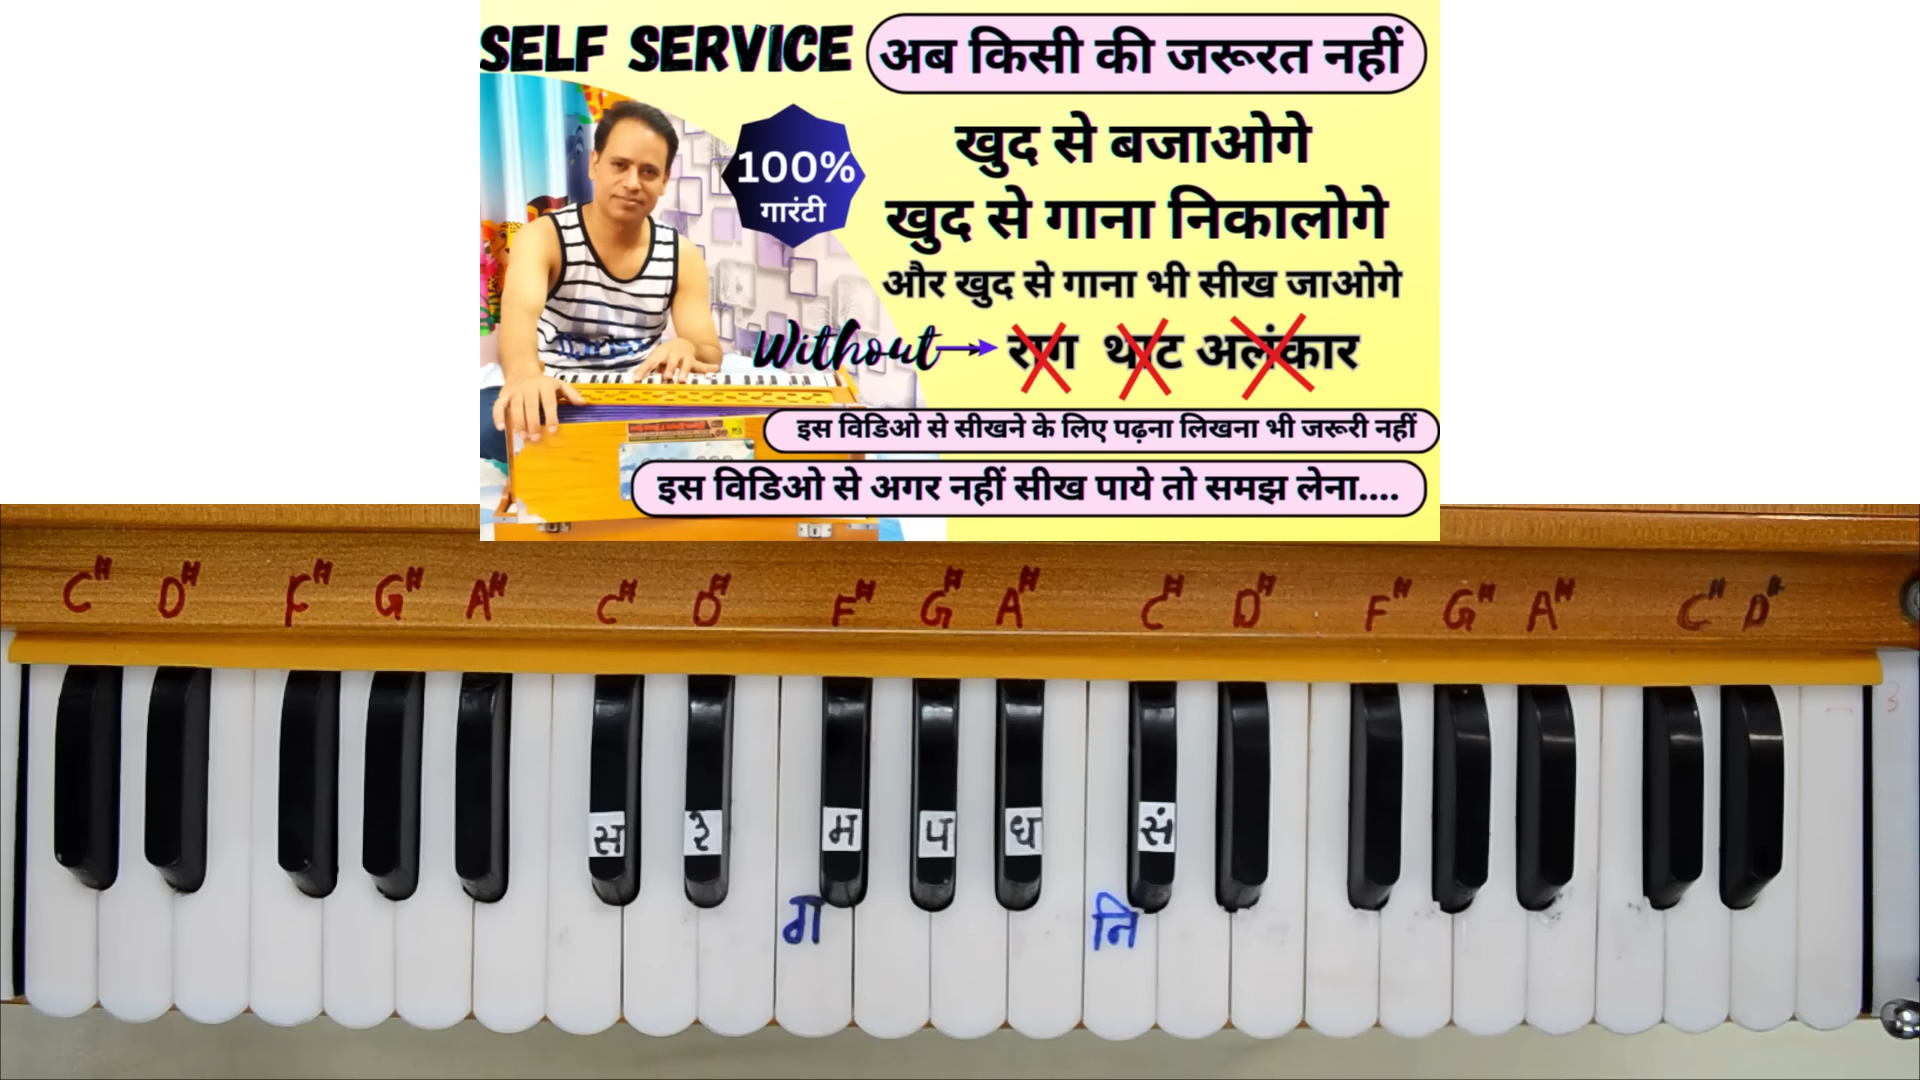 SELF SERVICE अब किसी की जरूरत नहीं
खुद से बजाओगे
100%
गारंटी
खुद से गाना निकालोगे
और खुद से गाना भी सीख जाओगे
Without राग थाट अलंकार
इस विडिओ से सीखने के लिए पढ़ना लिखना भी जरूरी नहीं
इस विडिओ से अगर नहीं सीख पाये तो समझ लेना....
C# D# F# G# A# C# D# F# G# A# C# D# F# G# A# C# D#
3
स रे म प ध सं
ग नि